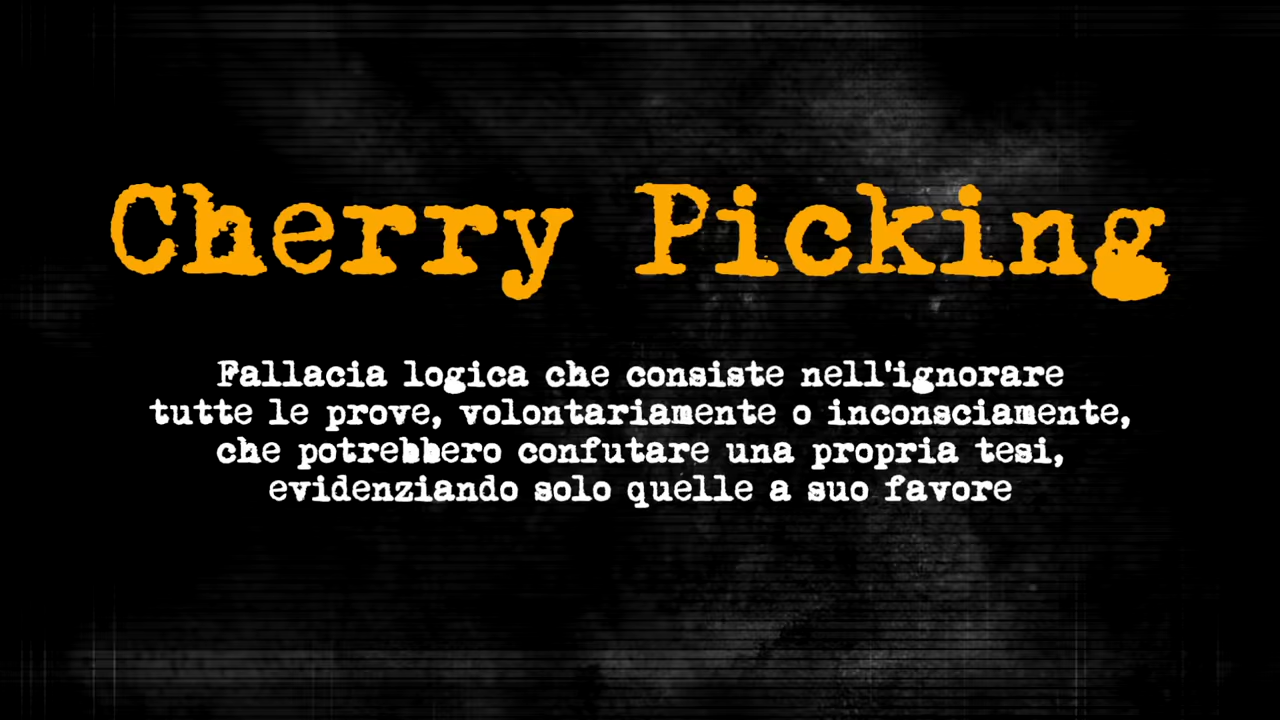 Cherry Picking
Fallacia logica che consiste nell'ignorare
tutte le prove, volontariamente o inconsciamente,
che potrebbero confutare una propria tesi,
evidenziando solo quelle a suo favore